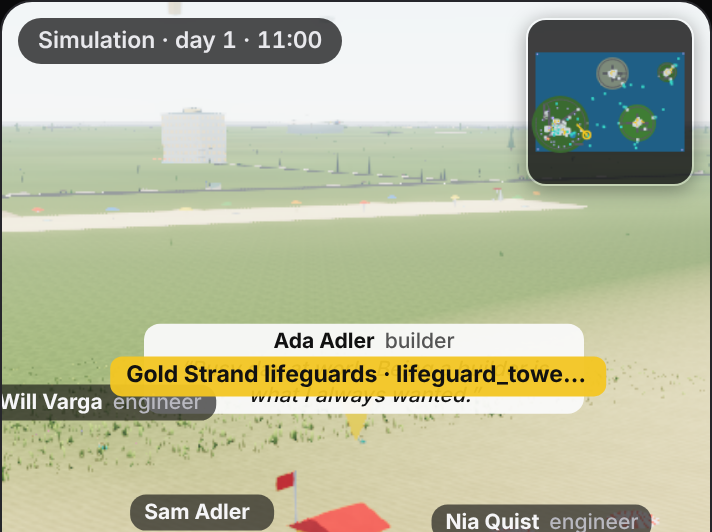 Simulation · day 1 · 11:00
Ada Adler builder
Gold Strand lifeguards · lifeguard_towe...
what I always wanted."
Will Varga engineer
Sam Adler
Nia Quist engineer